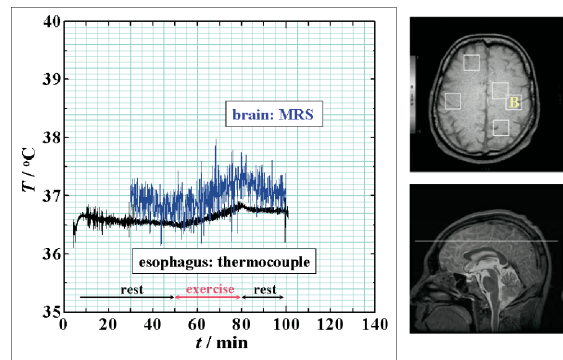 40
39
38
37
36
35
T / °C
brain: MRS
esophagus: thermocouple
rest
exercise
rest
0 20 40 60 80 100 120 140
t / min
B